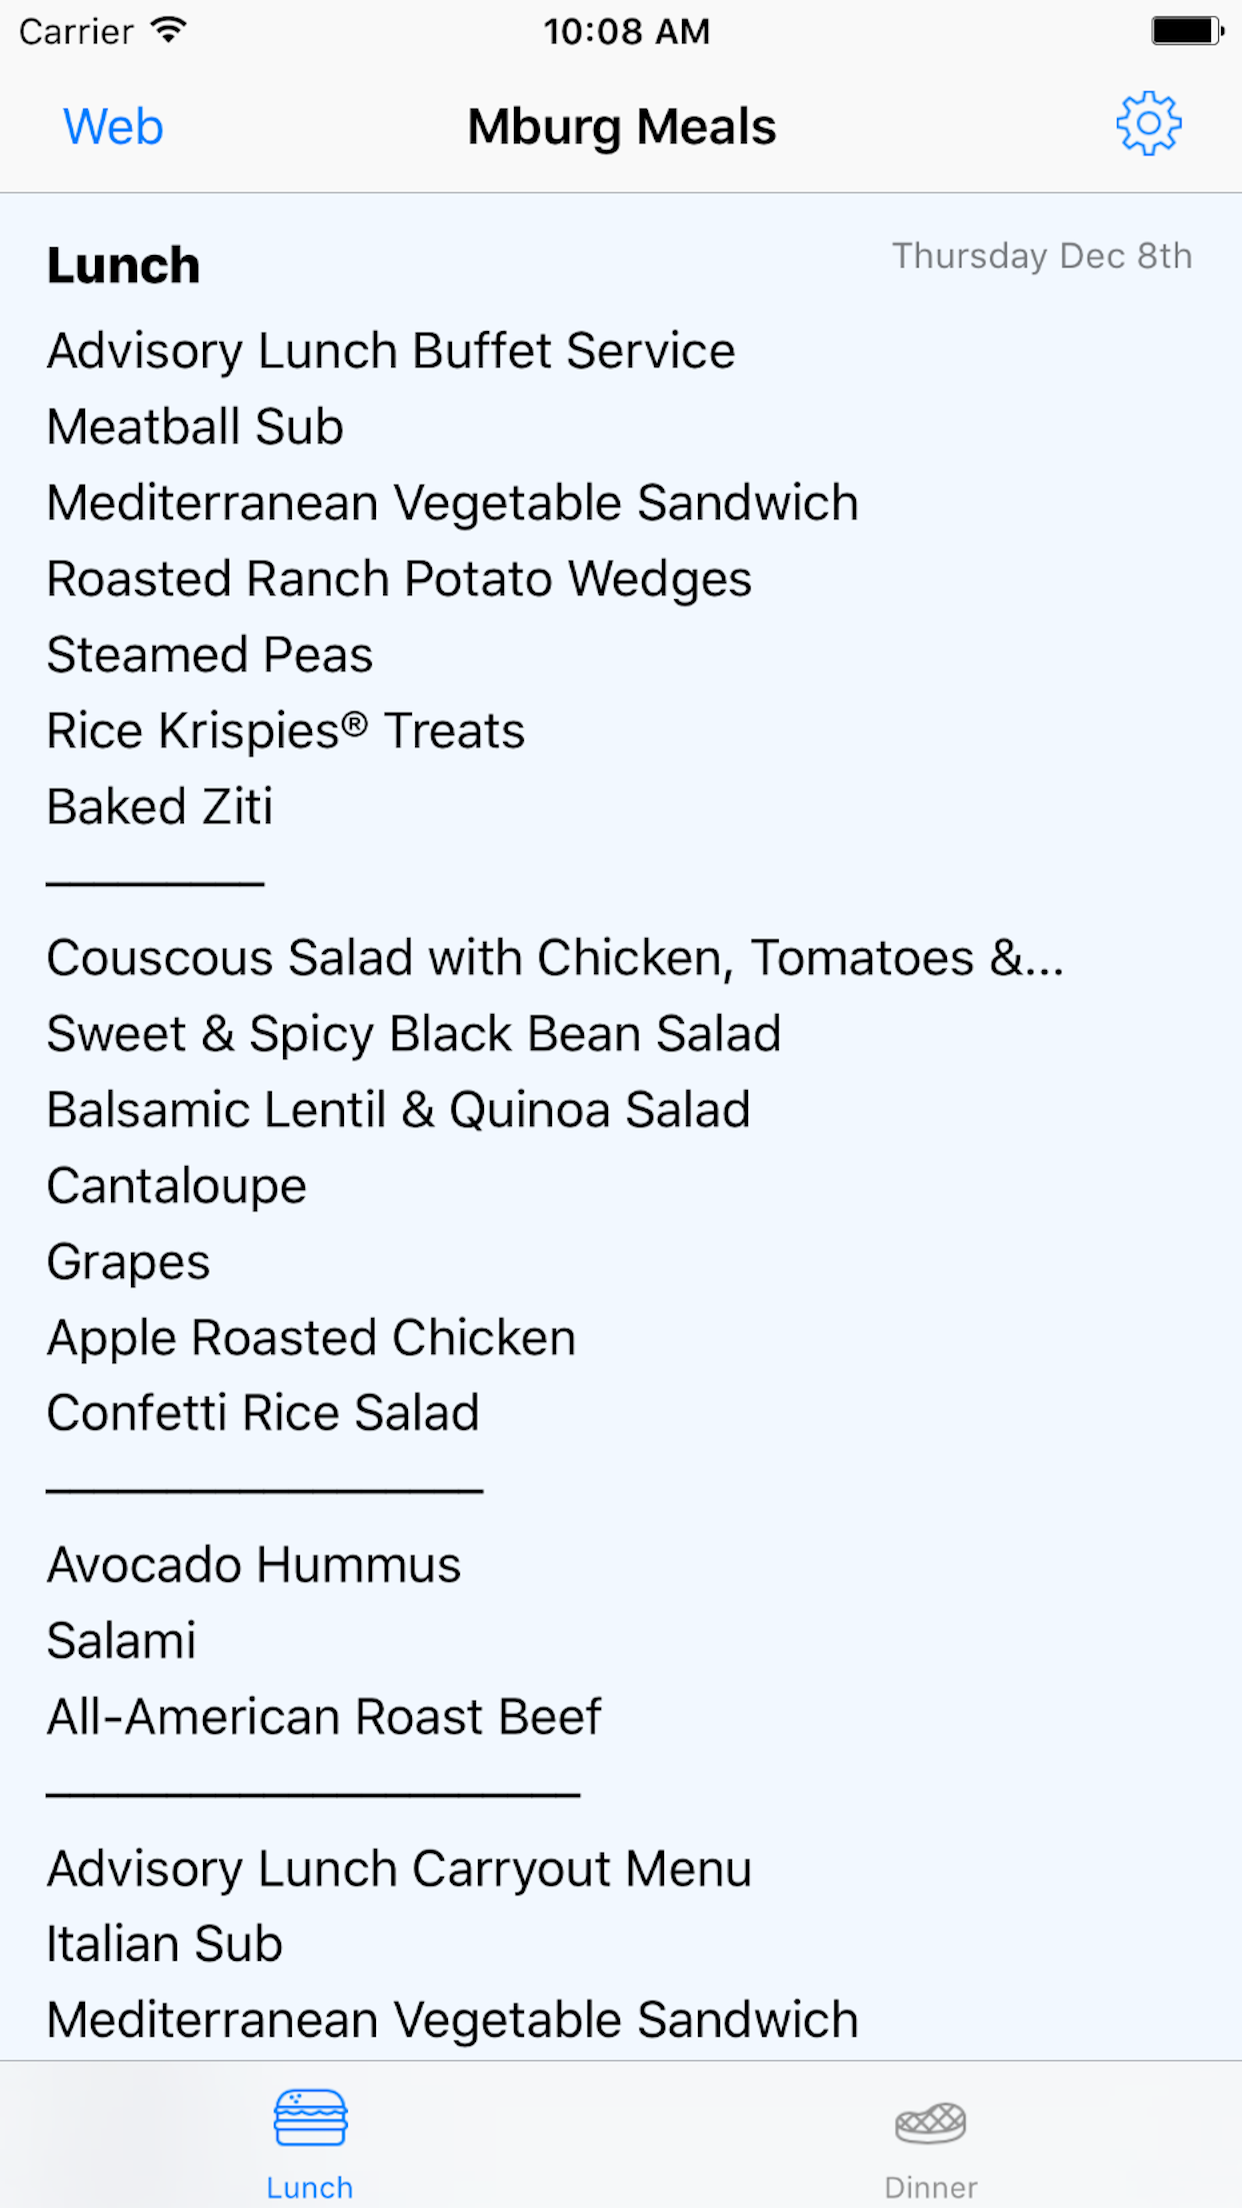 Carrier 10:08 AM
Web Mburg Meals
Lunch Thursday Dec 8th
Advisory Lunch Buffet Service
Meatball Sub
Mediterranean Vegetable Sandwich
Roasted Ranch Potato Wedges
Steamed Peas
Rice Krispies® Treats
Baked Ziti
_________
Couscous Salad with Chicken, Tomatoes &...
Sweet & Spicy Black Bean Salad
Balsamic Lentil & Quinoa Salad
Cantaloupe
Grapes
Apple Roasted Chicken
Confetti Rice Salad
__________________
Avocado Hummus
Salami
All-American Roast Beef
______________________
Advisory Lunch Carryout Menu
Italian Sub
Mediterranean Vegetable Sandwich
Lunch Dinner